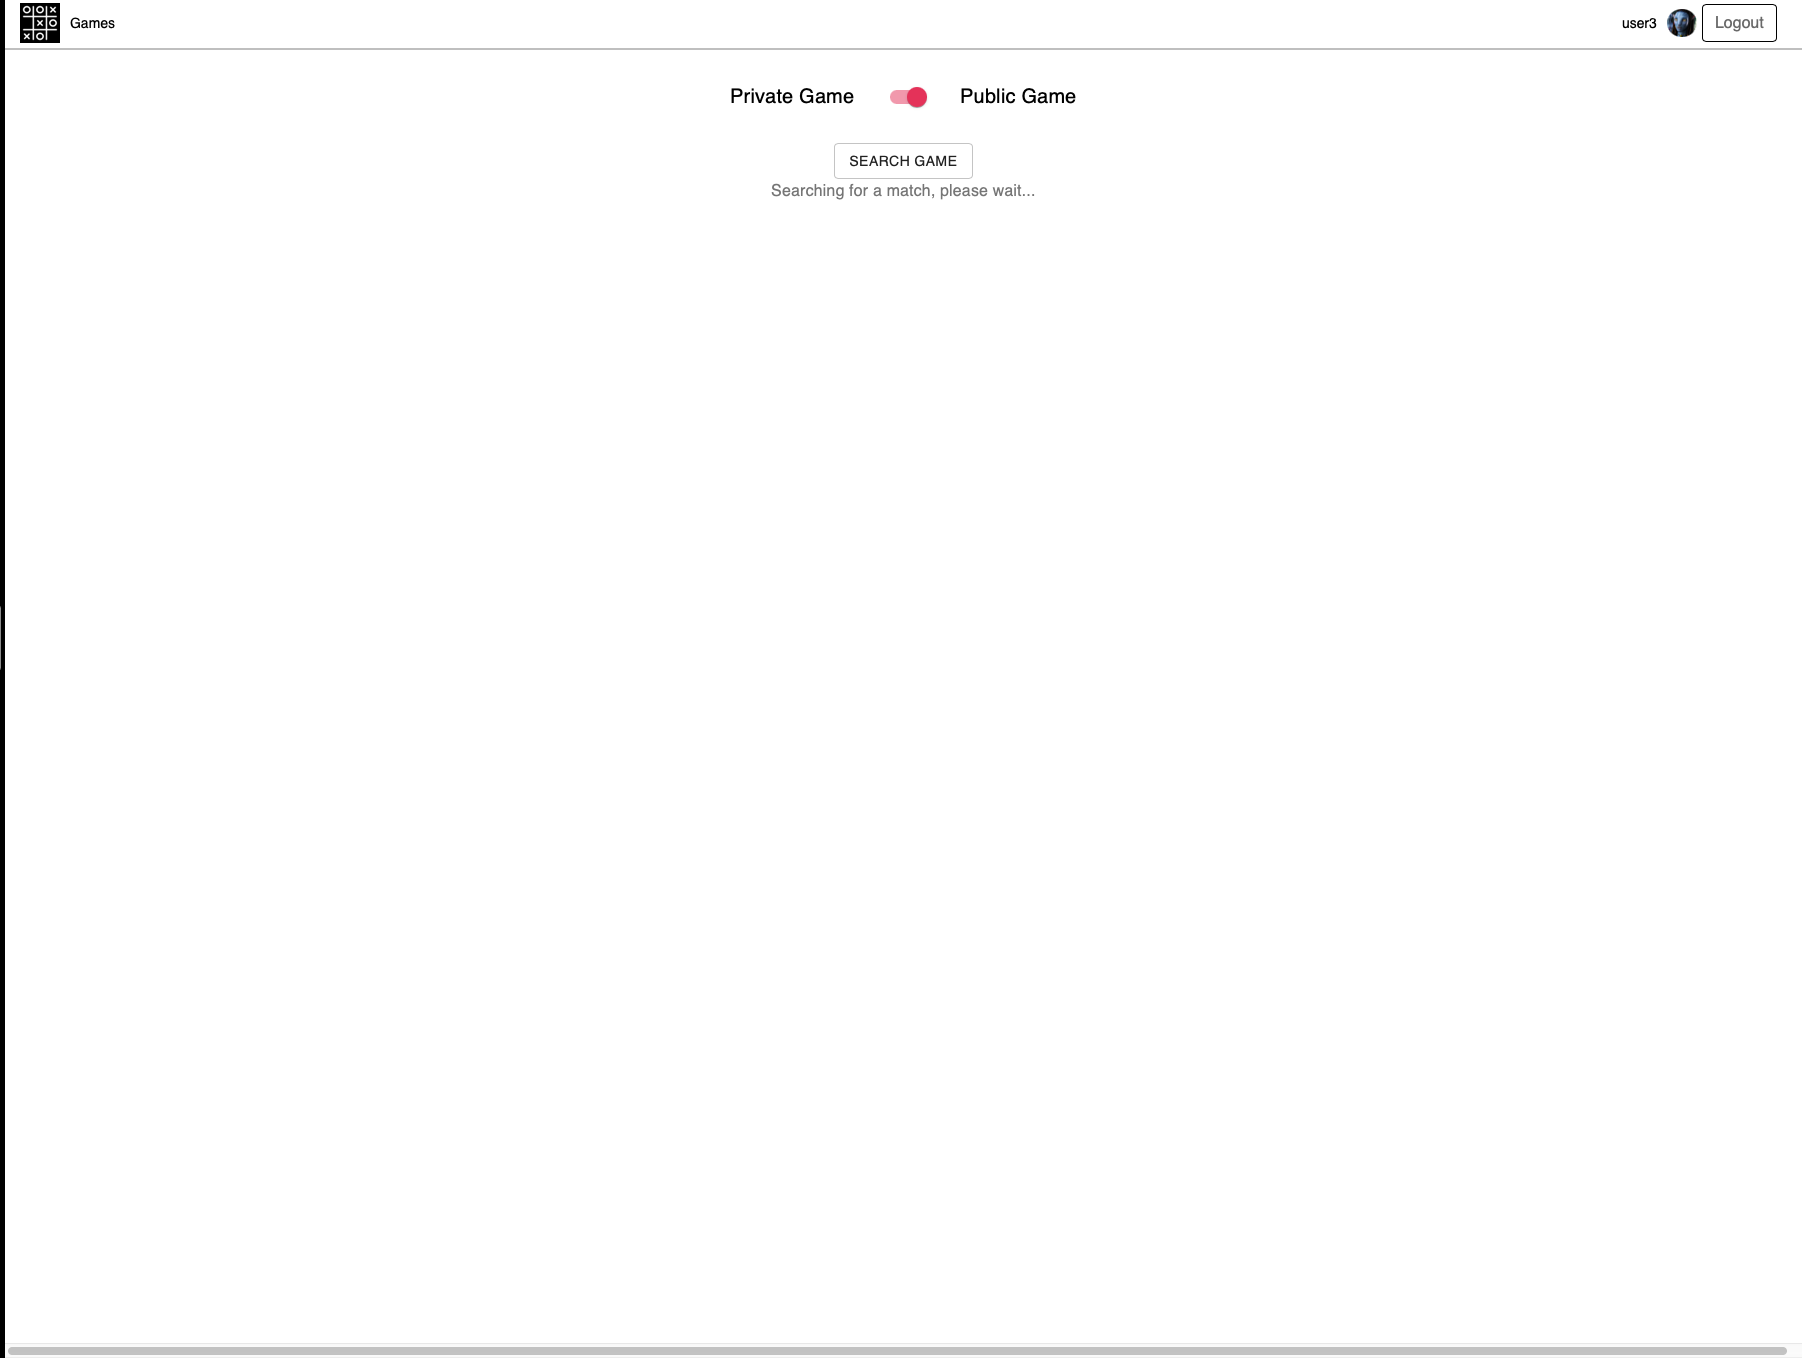 Games
user3
Logout
Private Game
Public Game
SEARCH GAME
Searching for a match, please wait...